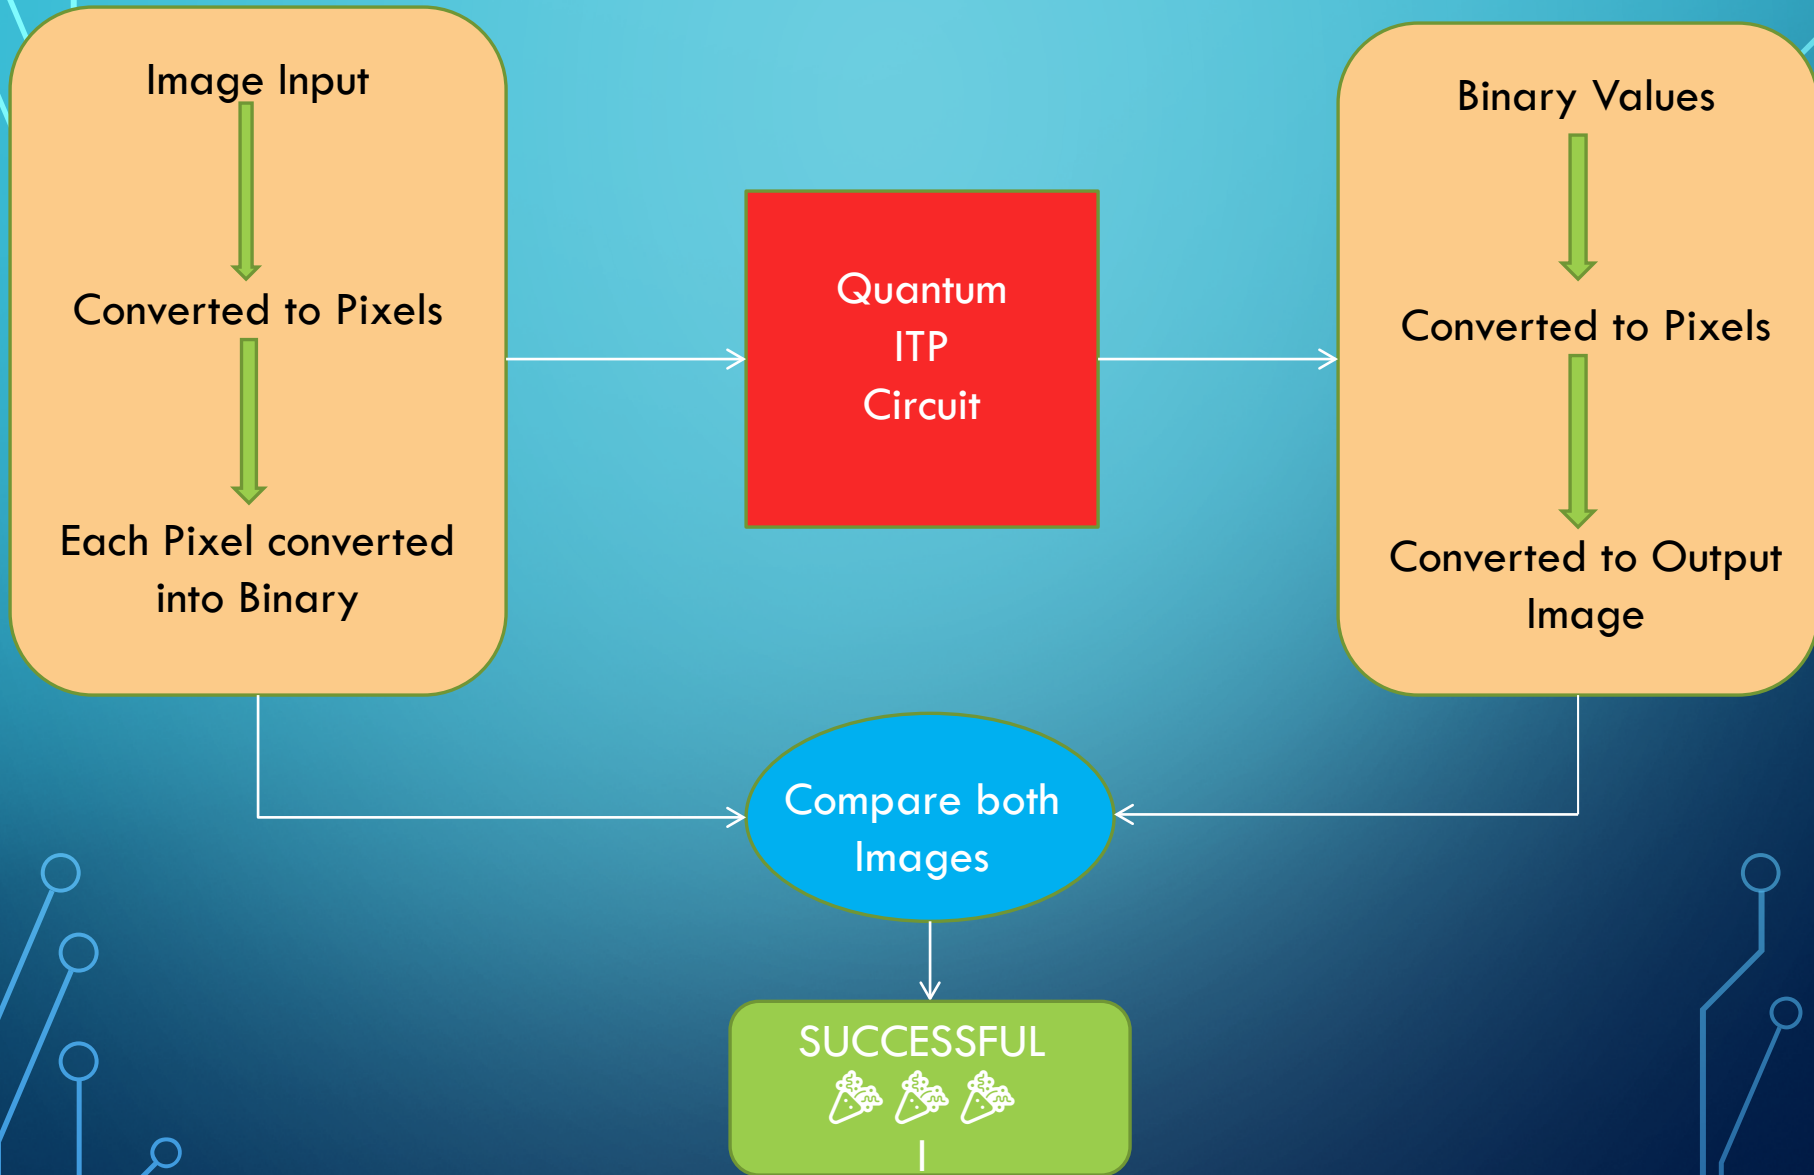 Image Input
Converted to Pixels
Each Pixel converted
into Binary
Quantum
ITP
Circuit
Binary Values
Converted to Pixels
Converted to Output
Image
Compare both
Images
SUCCESSFUL